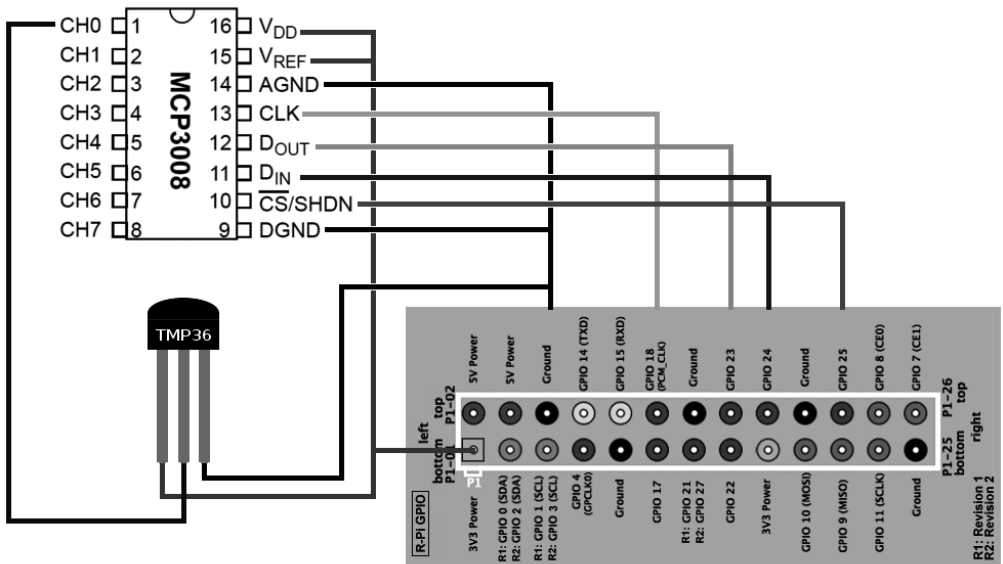 CH0 1 16 VDD
CH1 2 15 VREF
CH2 3 14 AGND
CH3 4 13 CLK
CH4 5 12 DOUT
CH5 6 11 DIN
CH6 7 10 CS/SHDN
CH7 8 9 DGND
MCP3008
TMP36
5V Power
5V Power
Ground
GPIO 14 (TXD)
GPIO 15 (RXD)
GPIO 18
(PCM_CLK)
Ground
GPIO 23
GPIO 24
Ground
GPIO 25
GPIO 8 (CE0)
GPIO 7 (CE1)
left
top
P1-02
bottom
P1-01
P1-26
top
right
P1-25
bottom
P1
R-Pi GPIO
3V3 Power
R1: GPIO 0 (SDA)
R2: GPIO 2 (SDA)
R1: GPIO 1 (SCL)
R2: GPIO 3 (SCL)
GPIO 4
(GPCLK0)
Ground
GPIO 17
R1: GPIO 21
R2: GPIO 27
GPIO 22
3V3 Power
GPIO 10 (MOSI)
GPIO 9 (MISO)
GPIO 11 (SCLK)
Ground
R1: Revision 1
R2: Revision 2